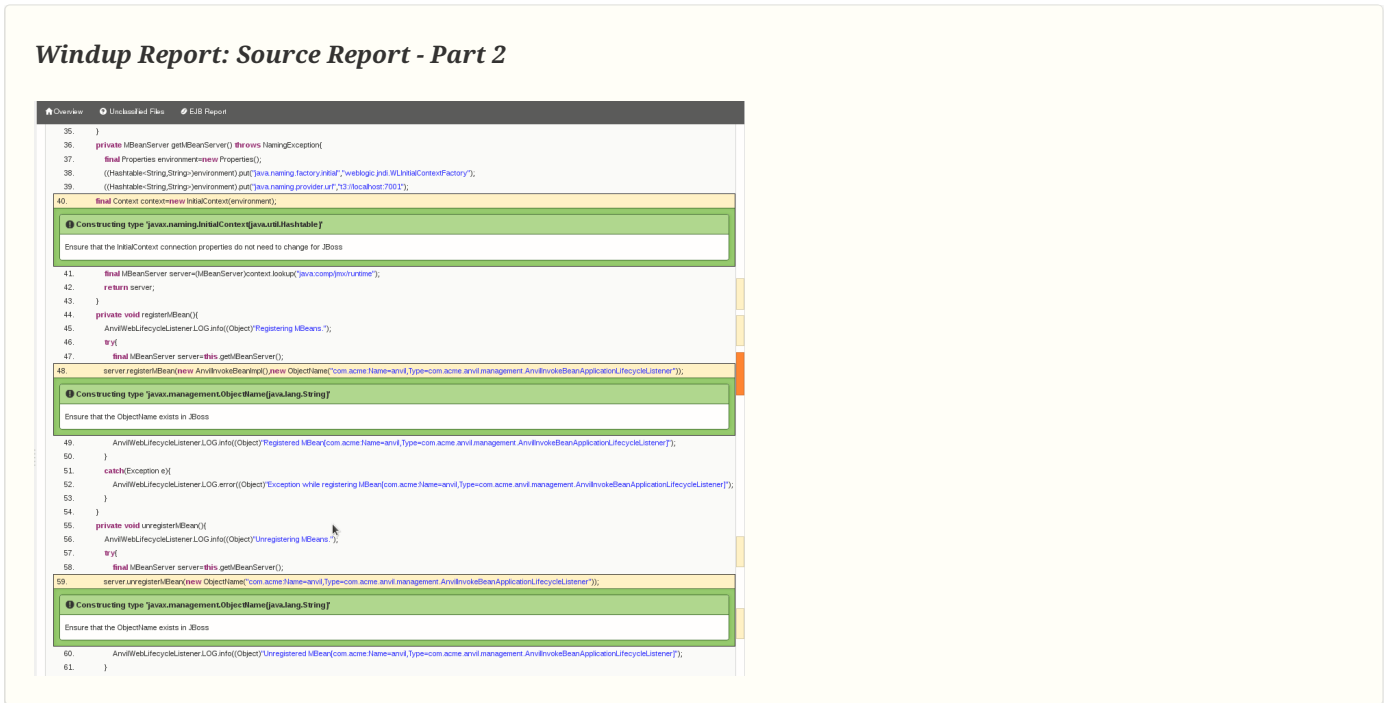 Windup Report: Source Report - Part 2
Overview Unclassified Files EJB Report
35. }
36. private MBeanServer getMBeanServer() throws NamingException{
37. final Properties environment=new Properties();
38. ((Hashtable<String,String>)environment).put("java.naming.factory.initial","weblogic.jndi.WLInitialContextFactory");
39. ((Hashtable<String,String>)environment).put("java.naming.provider.url","t3://localhost:7001");
40. final Context context=new InitialContext(environment);
Constructing type 'javax.naming.InitialContext(java.util.Hashtable)'
Ensure that the InitialContext connection properties do not need to change for JBoss
41. final MBeanServer server=(MBeanServer)context.lookup("java:comp/jmx/runtime");
42. return server;
43. }
44. private void registerMBean(){
45. AnvilWebLifecycleListener.LOG.info((Object)"Registering MBeans.");
46. try{
47. final MBeanServer server=this.getMBeanServer();
48. server.registerMBean(new AnvilInvokeBeanImpl(),new ObjectName("com.acme:Name=anvil,Type=com.acme.anvil.management.AnvilInvokeBeanApplicationLifecycleListener"));
Constructing type 'javax.management.ObjectName(java.lang.String)'
Ensure that the ObjectName exists in JBoss
49. AnvilWebLifecycleListener.LOG.info((Object)"Registered MBean[com.acme:Name=anvil,Type=com.acme.anvil.management.AnvilInvokeBeanApplicationLifecycleListener]");
50. }
51. catch(Exception e){
52. AnvilWebLifecycleListener.LOG.error((Object)"Exception while registering MBean[com.acme:Name=anvil,Type=com.acme.anvil.management.AnvilInvokeBeanApplicationLifecycleListener]");
53. }
54. }
55. private void unregisterMBean(){
56. AnvilWebLifecycleListener.LOG.info((Object)"Unregistering MBeans.");
57. try{
58. final MBeanServer server=this.getMBeanServer();
59. server.unregisterMBean(new ObjectName("com.acme:Name=anvil,Type=com.acme.anvil.management.AnvilInvokeBeanApplicationLifecycleListener"));
Constructing type 'javax.management.ObjectName(java.lang.String)'
Ensure that the ObjectName exists in JBoss
60. AnvilWebLifecycleListener.LOG.info((Object)"Unregistered MBean[com.acme:Name=anvil,Type=com.acme.anvil.management.AnvilInvokeBeanApplicationLifecycleListener]");
61. }